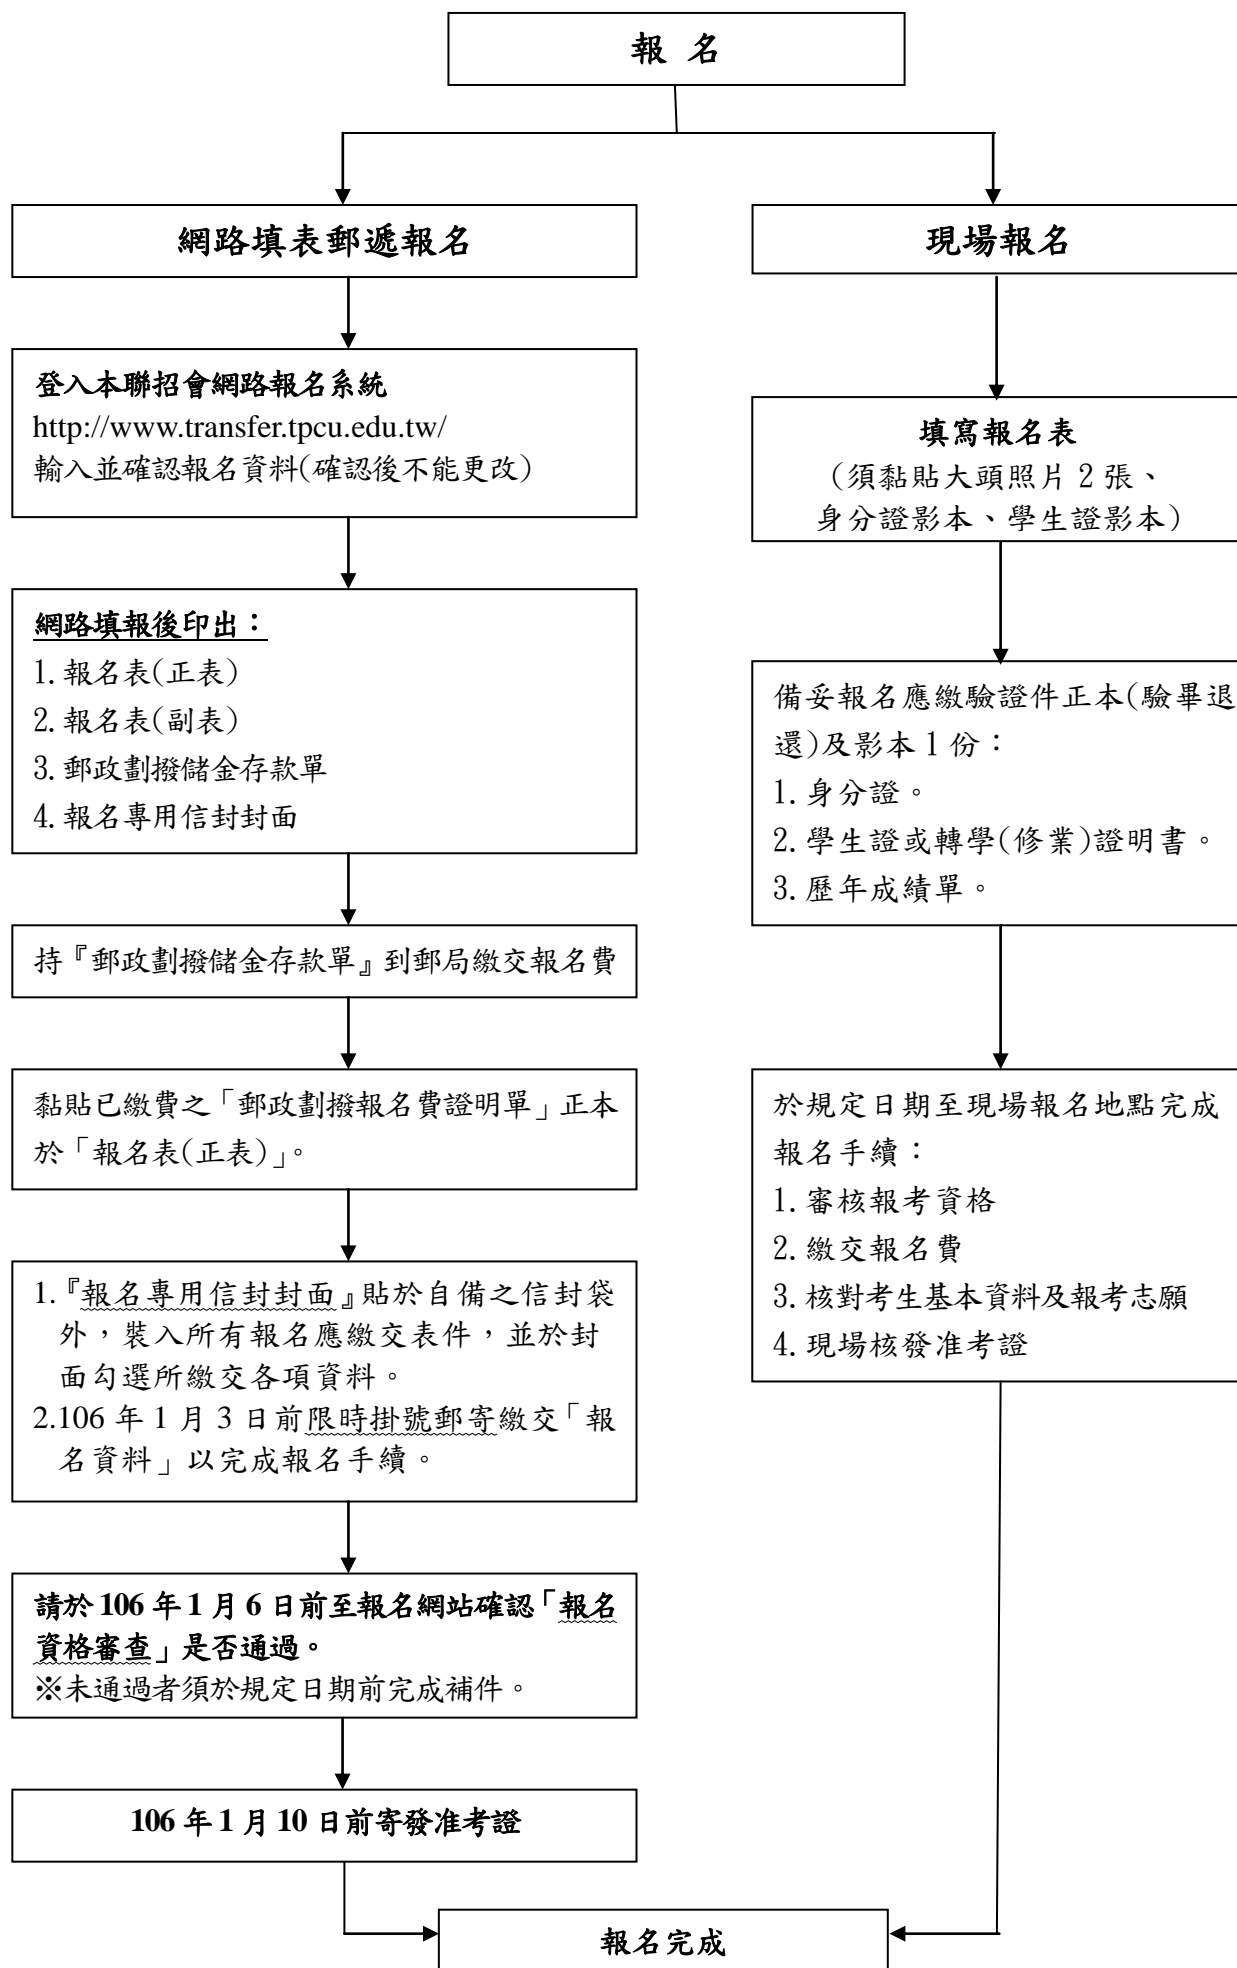 報 名
網路填表郵遞報名
登入本聯招會網路報名系統
http://www.transfer.tpcu.edu.tw/
輸入並確認報名資料(確認後不能更改)
網路填報後印出：
1.報名表(正表)
2.報名表(副表)
3.郵政劃撥儲金存款單
4.報名專用信封封面
持『郵政劃撥儲金存款單』到郵局繳交報名費
黏貼已繳費之「郵政劃撥報名費證明單」正本
於「報名表(正表)」。
1.『報名專用信封封面』貼於自備之信封袋
外，裝入所有報名應繳交表件，並於封
面勾選所繳交各項資料。
2.106 年 1 月 3 日前限時掛號郵寄繳交「報
名資料」以完成報名手續。
請於 106 年 1 月 6 日前至報名網站確認「報名
資格審查」是否通過。
※未通過者須於規定日期前完成補件。
106 年 1 月 10 日前寄發准考證
現場報名
填寫報名表
(須黏貼大頭照片 2 張、
身分證影本、學生證影本)
備妥報名應繳驗證件正本(驗畢退
還)及影本 1 份：
1.身分證。
2.學生證或轉學(修業)證明書。
3.歷年成績單。
於規定日期至現場報名地點完成
報名手續：
1.審核報考資格
2.繳交報名費
3.核對考生基本資料及報考志願
4.現場核發准考證
報名完成